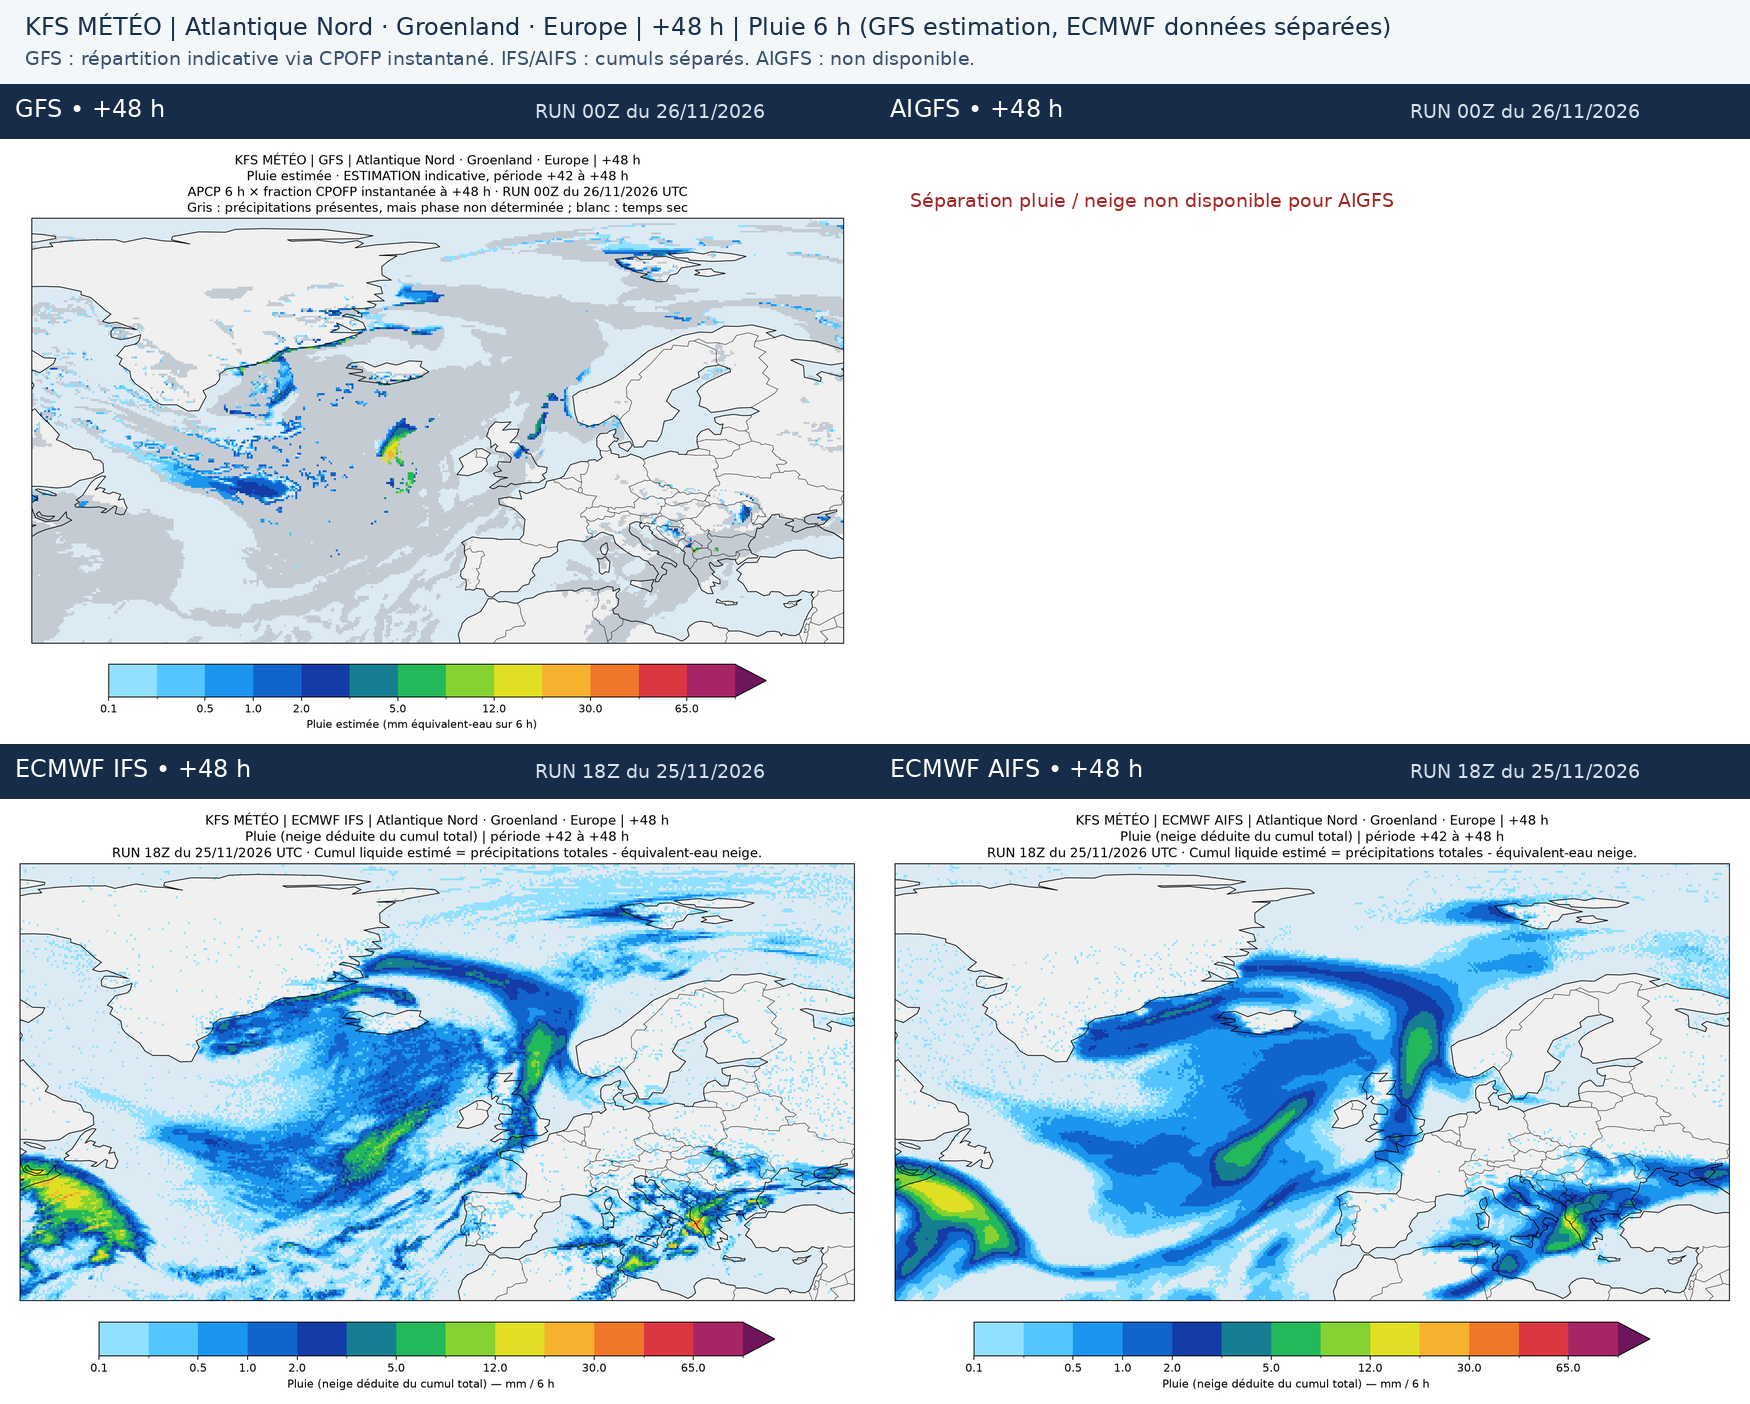 KFS MÉTÉO | Atlantique Nord · Groenland · Europe | +48 h | Pluie 6 h (GFS estimation, ECMWF données séparées)
GFS : répartition indicative via CPOFP instantané. IFS/AIFS : cumuls séparés. AIGFS : non disponible.
GFS • +48 h
RUN 00Z du 26/11/2026
AIGFS • +48 h
RUN 00Z du 26/11/2026
KFS MÉTÉO | GFS | Atlantique Nord · Groenland · Europe | +48 h
Pluie estimée · ESTIMATION indicative, période +42 à +48 h
APCP 6 h × fraction CPOFP instantanée à +48 h · RUN 00Z du 26/11/2026 UTC
Gris : précipitations présentes, mais phase non déterminée ; blanc : temps sec
Séparation pluie / neige non disponible pour AIGFS
0.1 0.5 1.0 2.0 5.0 12.0 30.0 65.0
Pluie estimée (mm équivalent-eau sur 6 h)
ECMWF IFS • +48 h
RUN 18Z du 25/11/2026
ECMWF AIFS • +48 h
RUN 18Z du 25/11/2026
KFS MÉTÉO | ECMWF IFS | Atlantique Nord · Groenland · Europe | +48 h
Pluie (neige déduite du cumul total) | période +42 à +48 h
RUN 18Z du 25/11/2026 UTC · Cumul liquide estimé = précipitations totales - équivalent-eau neige.
0.1 0.5 1.0 2.0 5.0 12.0 30.0 65.0
Pluie (neige déduite du cumul total) — mm / 6 h
KFS MÉTÉO | ECMWF AIFS | Atlantique Nord · Groenland · Europe | +48 h
Pluie (neige déduite du cumul total) | période +42 à +48 h
RUN 18Z du 25/11/2026 UTC · Cumul liquide estimé = précipitations totales - équivalent-eau neige.
0.1 0.5 1.0 2.0 5.0 12.0 30.0 65.0
Pluie (neige déduite du cumul total) — mm / 6 h